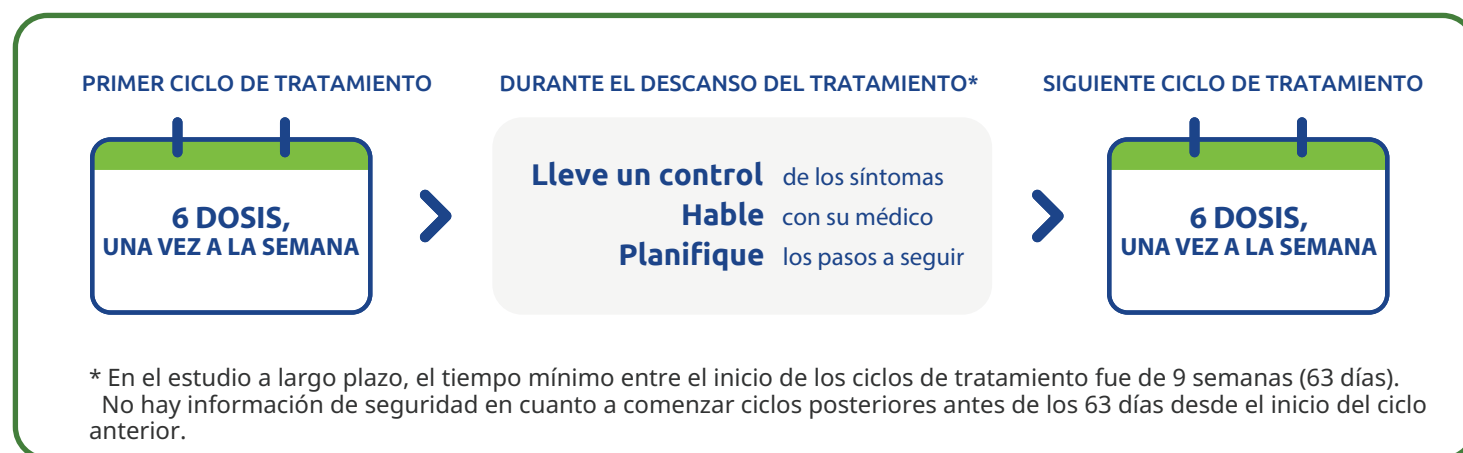 PRIMER CICLO DE TRATAMIENTO
6 DOSIS,
UNA VEZ A LA SEMANA
DURANTE EL DESCANSO DEL TRATAMIENTO*
Lleve un control de los síntomas
Hable con su médico
Planifique los pasos a seguir
SIGUIENTE CICLO DE TRATAMIENTO
6 DOSIS,
UNA VEZ A LA SEMANA
* En el estudio a largo plazo, el tiempo mínimo entre el inicio de los ciclos de tratamiento fue de 9 semanas (63 días).
No hay información de seguridad en cuanto a comenzar ciclos posteriores antes de los 63 días desde el inicio del ciclo
anterior.